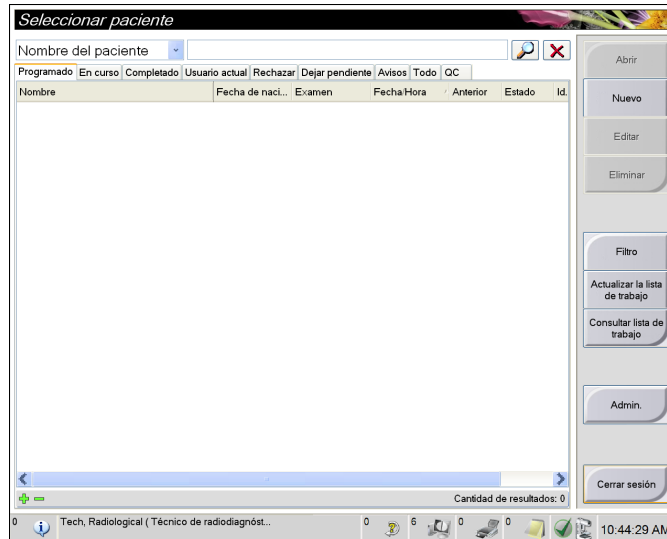 Seleccionar paciente
Nombre del paciente
Programado En curso Completado Usuario actual Rechazar Dejar pendiente Avisos Todo QC
Nombre Fecha de naci... Examen Fecha/Hora Anterior Estado Id.
Abrir
Nuevo
Editar
Eliminar
Filtro
Actualizar la lista
de trabajo
Consultar lista de
trabajo
Admin.
Cerrar sesión
Cantidad de resultados: 0
0 Tech, Radiological ( Técnico de radiodiagnóst... 0 6 0 0 10:44:29 AM